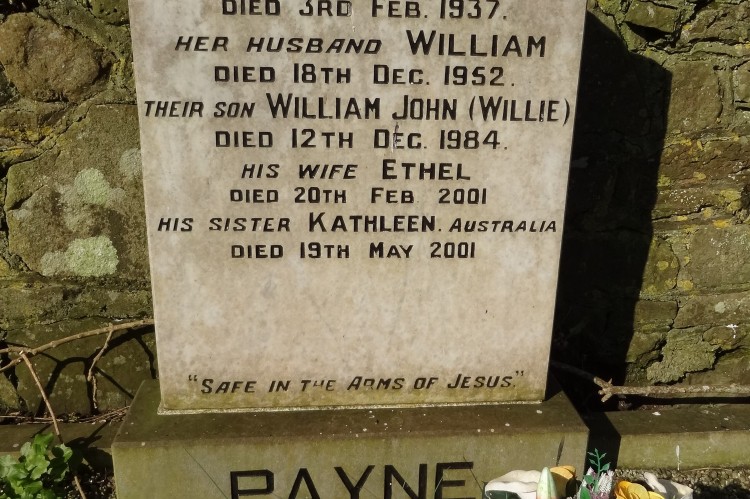 DIED 3RD FEB. 1937.
HER HUSBAND WILLIAM
DIED 18TH DEC. 1952.
THEIR SON WILLIAM JOHN (WILLIE)
DIED 12TH DEC. 1984.
HIS WIFE ETHEL
DIED 20TH FEB 2001
HIS SISTER KATHLEEN. AUSTRALIA
DIED 19TH MAY 2001
"SAFE IN THE ARMS OF JESUS."
PAYNE